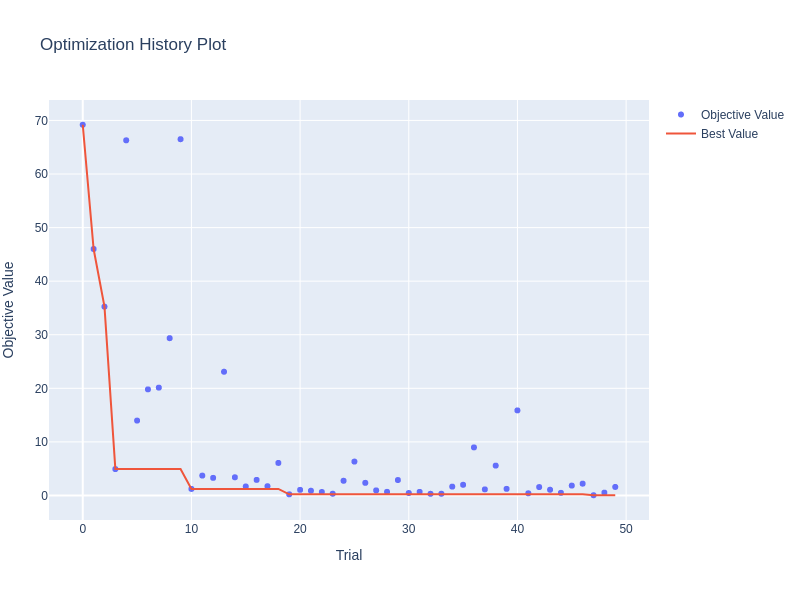 Optimization History Plot
Objective Value
Best Value
70
60
50
40
30
20
10
0
Objective Value
0 10 20 30 40 50
Trial